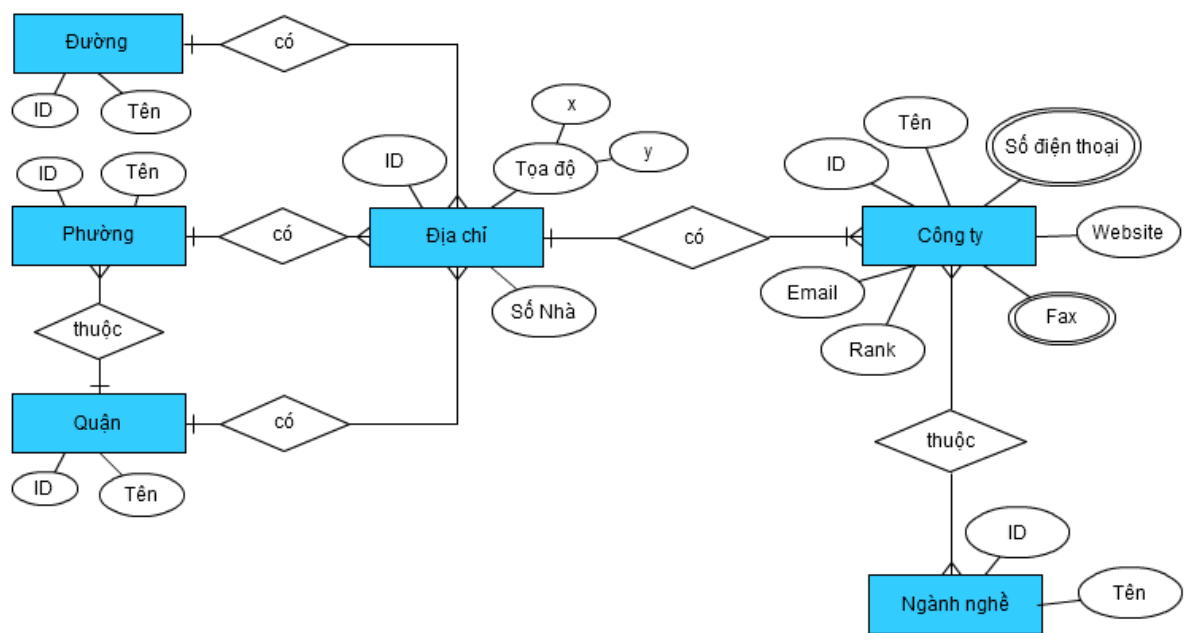 Đường
có
ID
Tên
x
y
ID
Tọa độ
Tên
ID
Số điện thoại
ID
Tên
Phường
có
Địa chỉ
có
Công ty
Website
Email
Số Nhà
Fax
Rank
thuộc
Quận
có
thuộc
ID
Tên
ID
Tên
Ngành nghề